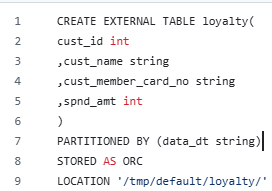 1 CREATE EXTERNAL TABLE loyalty(
2 cust_id int
3 ,cust_name string
4 ,cust_member_card_no string
5 ,spnd_amt int
6 )
7 PARTITIONED BY (data_dt string)
8 STORED AS ORC
9 LOCATION '/tmp/default/loyalty/'